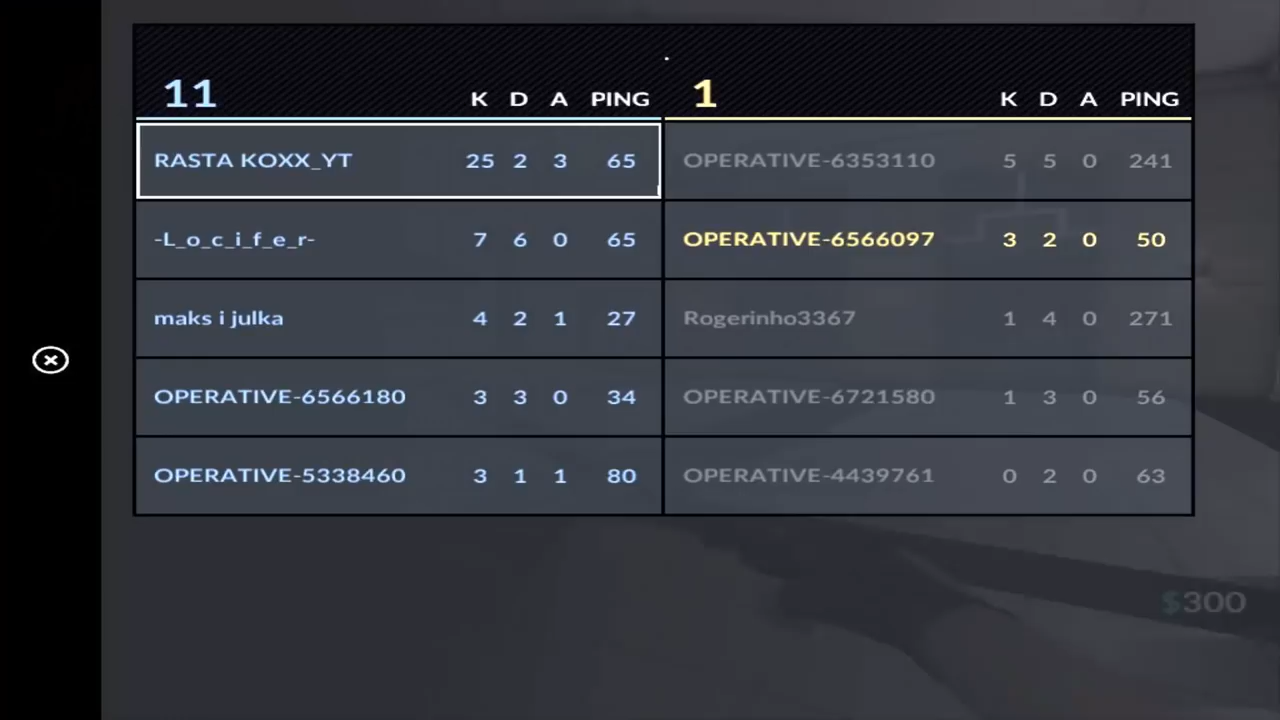 11 K D A PING
RASTA KOXX_YT 25 2 3 65
-L_o_c_i_f_e_r- 7 6 0 65
maks i julka 4 2 1 27
OPERATIVE-6566180 3 3 0 34
OPERATIVE-5338460 3 1 1 80
1 K D A PING
OPERATIVE-6353110 5 5 0 241
OPERATIVE-6566097 3 2 0 50
Rogerinho3367 1 4 0 271
OPERATIVE-6721580 1 3 0 56
OPERATIVE-4439761 0 2 0 63
$300